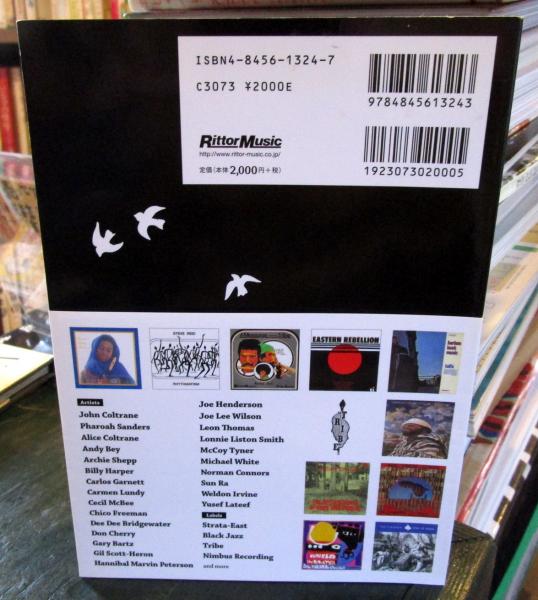 ISBN4-8456-1324-7
C3073 ¥2000E
RittorMusic
http://www.rittor-music.co.jp/
定価(本体2,000円+税)
9784845613243
1923073020005
STEVE REID
RHYTHMATISM
EASTERN REBELLION
TRIBE
Artists
John Coltrane
Pharoah Sanders
Alice Coltrane
Andy Bey
Archie Shepp
Billy Harper
Carlos Garnett
Carmen Lundy
Cecil McBee
Chico Freeman
Dee Dee Bridgewater
Don Cherry
Gary Bartz
Gil Scott-Heron
Hannibal Marvin Peterson
Joe Henderson
Joe Lee Wilson
Leon Thomas
Lonnie Liston Smith
McCoy Tyner
Michael White
Norman Connors
Sun Ra
Weldon Irvine
Yusef Lateef
Labels
Strata-East
Black Jazz
Tribe
Nimbus Recording
and more